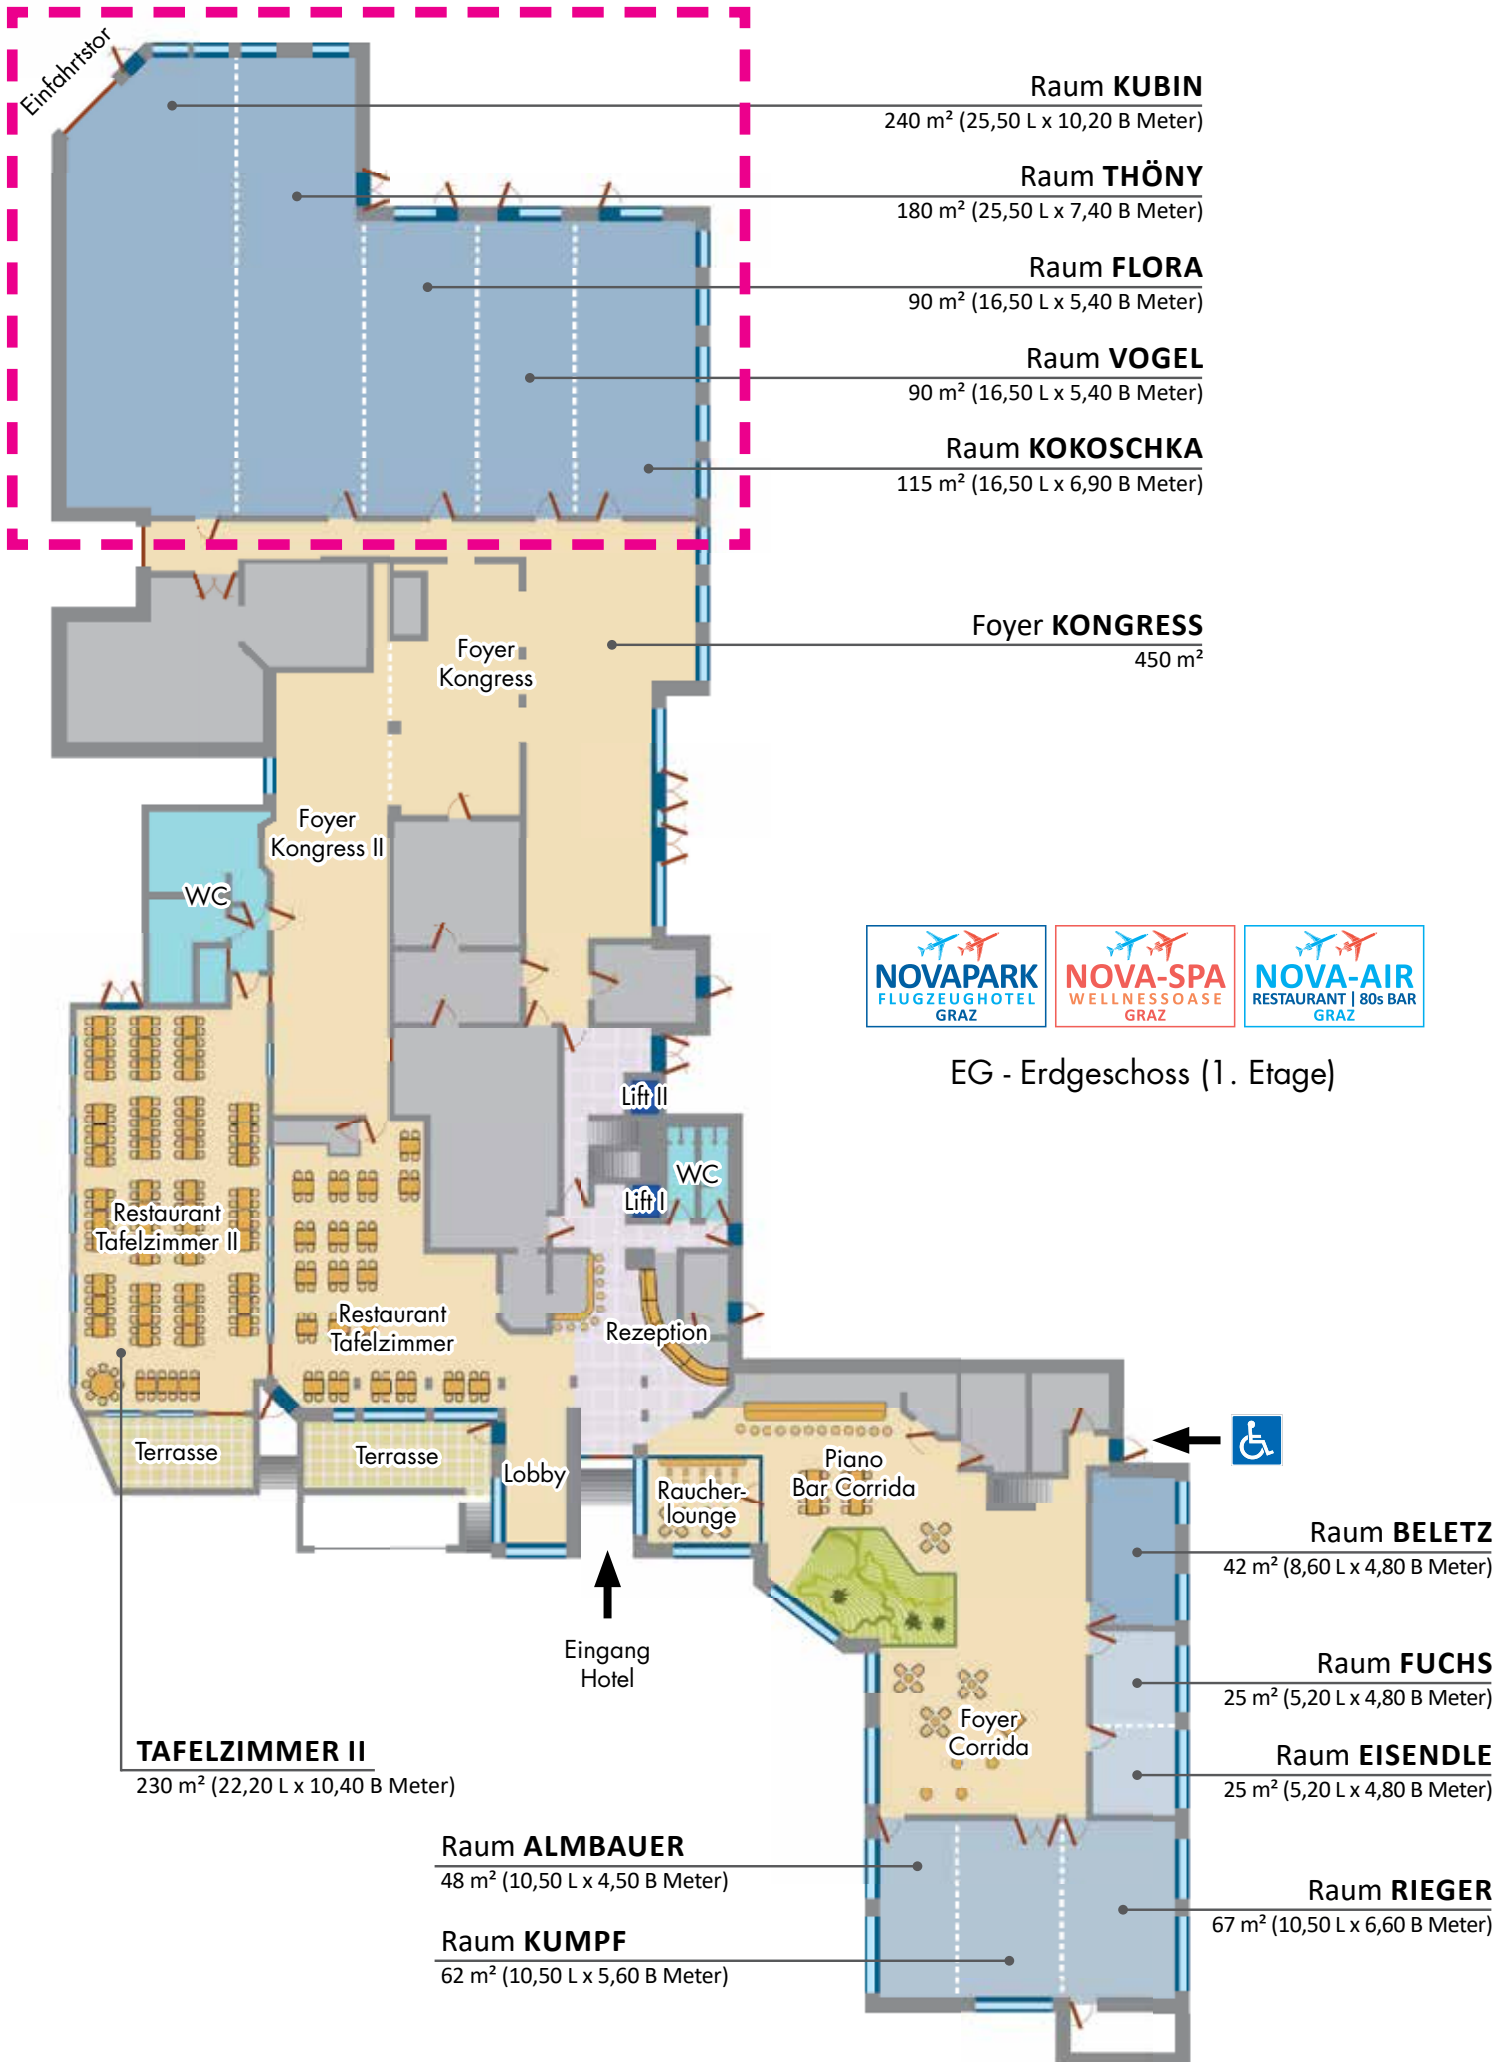 Einfahrtstor
Raum KUBIN
240 m² (25,50 L x 10,20 B Meter)
Raum THÖNY
180 m² (25,50 L x 7,40 B Meter)
Raum FLORA
90 m² (16,50 L x 5,40 B Meter)
Raum VOGEL
90 m² (16,50 L x 5,40 B Meter)
Raum KOKOSCHKA
115 m² (16,50 L x 6,90 B Meter)
Foyer KONGRESS
450 m²
Foyer
Kongress
Foyer
Kongress II
WC
NOVAPARK
FLUGZEUGHOTEL
GRAZ
NOVA-SPA
WELLNESSOASE
GRAZ
NOVA-AIR
RESTAURANT | 80s BAR
GRAZ
EG - Erdgeschoss (1. Etage)
Lift II
WC
Lift I
Restaurant
Tafelzimmer II
Restaurant
Tafelzimmer
Rezeption
Terrasse
Terrasse
Lobby
Raucher-
lounge
Piano
Bar Corrida
Eingang
Hotel
Raum BELETZ
42 m² (8,60 L x 4,80 B Meter)
Raum FUCHS
25 m² (5,20 L x 4,80 B Meter)
Foyer
Corrida
Raum EISENDLE
25 m² (5,20 L x 4,80 B Meter)
TAFELZIMMER II
230 m² (22,20 L x 10,40 B Meter)
Raum ALMBAUER
48 m² (10,50 L x 4,50 B Meter)
Raum RIEGER
67 m² (10,50 L x 6,60 B Meter)
Raum KUMPF
62 m² (10,50 L x 5,60 B Meter)